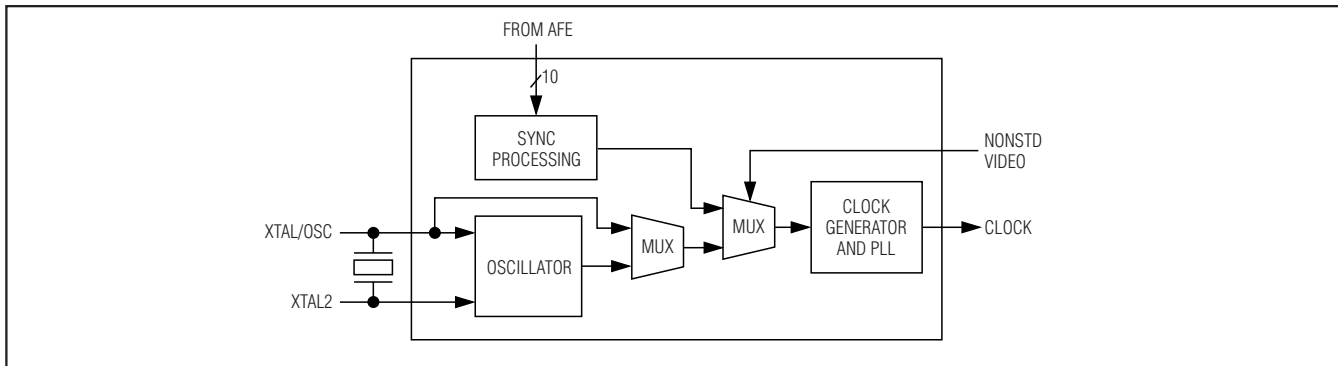 FROM AFE
10
SYNC
PROCESSING
NONSTD
VIDEO
XTAL/OSC
OSCILLATOR
MUX
MUX
CLOCK
GENERATOR
AND PLL
CLOCK
XTAL2